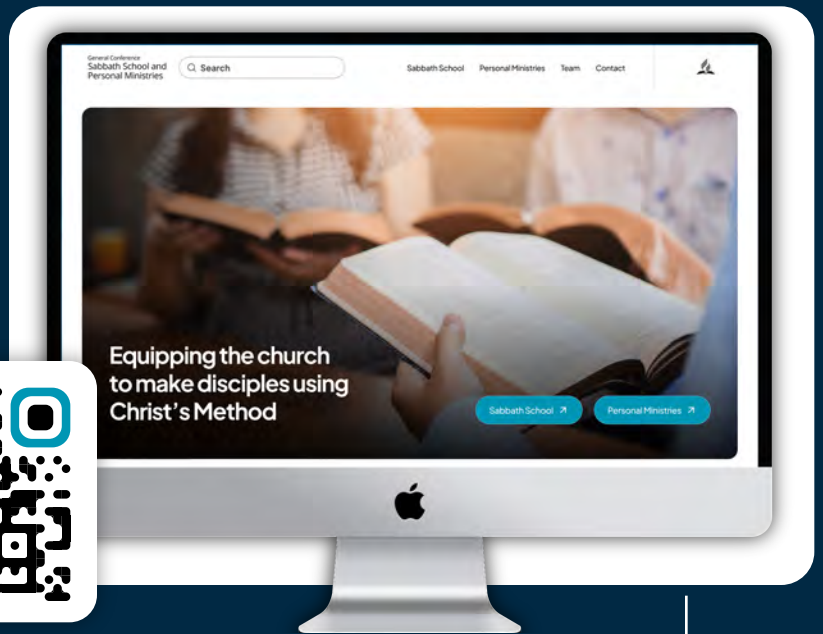 General Conference
Sabbath School and
Personal Ministries
Search
Sabbath School Personal Ministries Team Contact
Equipping the church
to make disciples using
Christ's Method
Sabbath School
Personal Ministries